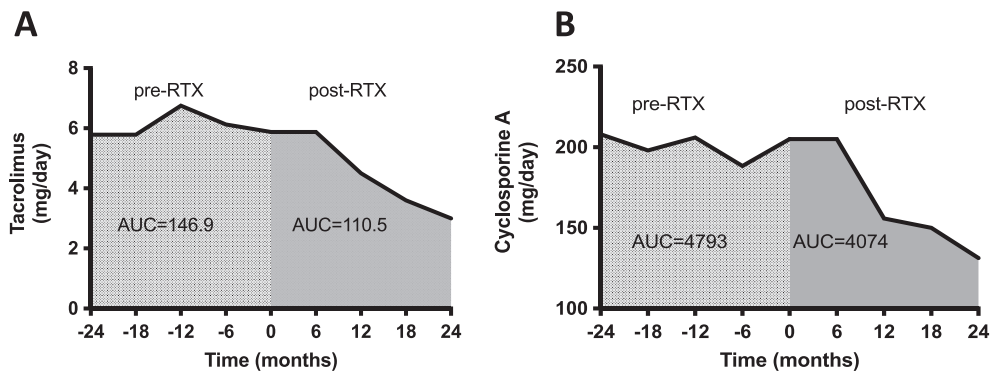 A
8
6
4
2
0
Tacrolimus
(mg/day)
pre-RTX
post-RTX
AUC=146.9
AUC=110.5
-24 -18 -12 -6 0 6 12 18 24
Time (months)
B
250
200
150
100
Cyclosporine A
(mg/day)
pre-RTX
post-RTX
AUC=4793
AUC=4074
-24 -18 -12 -6 0 6 12 18 24
Time (months)